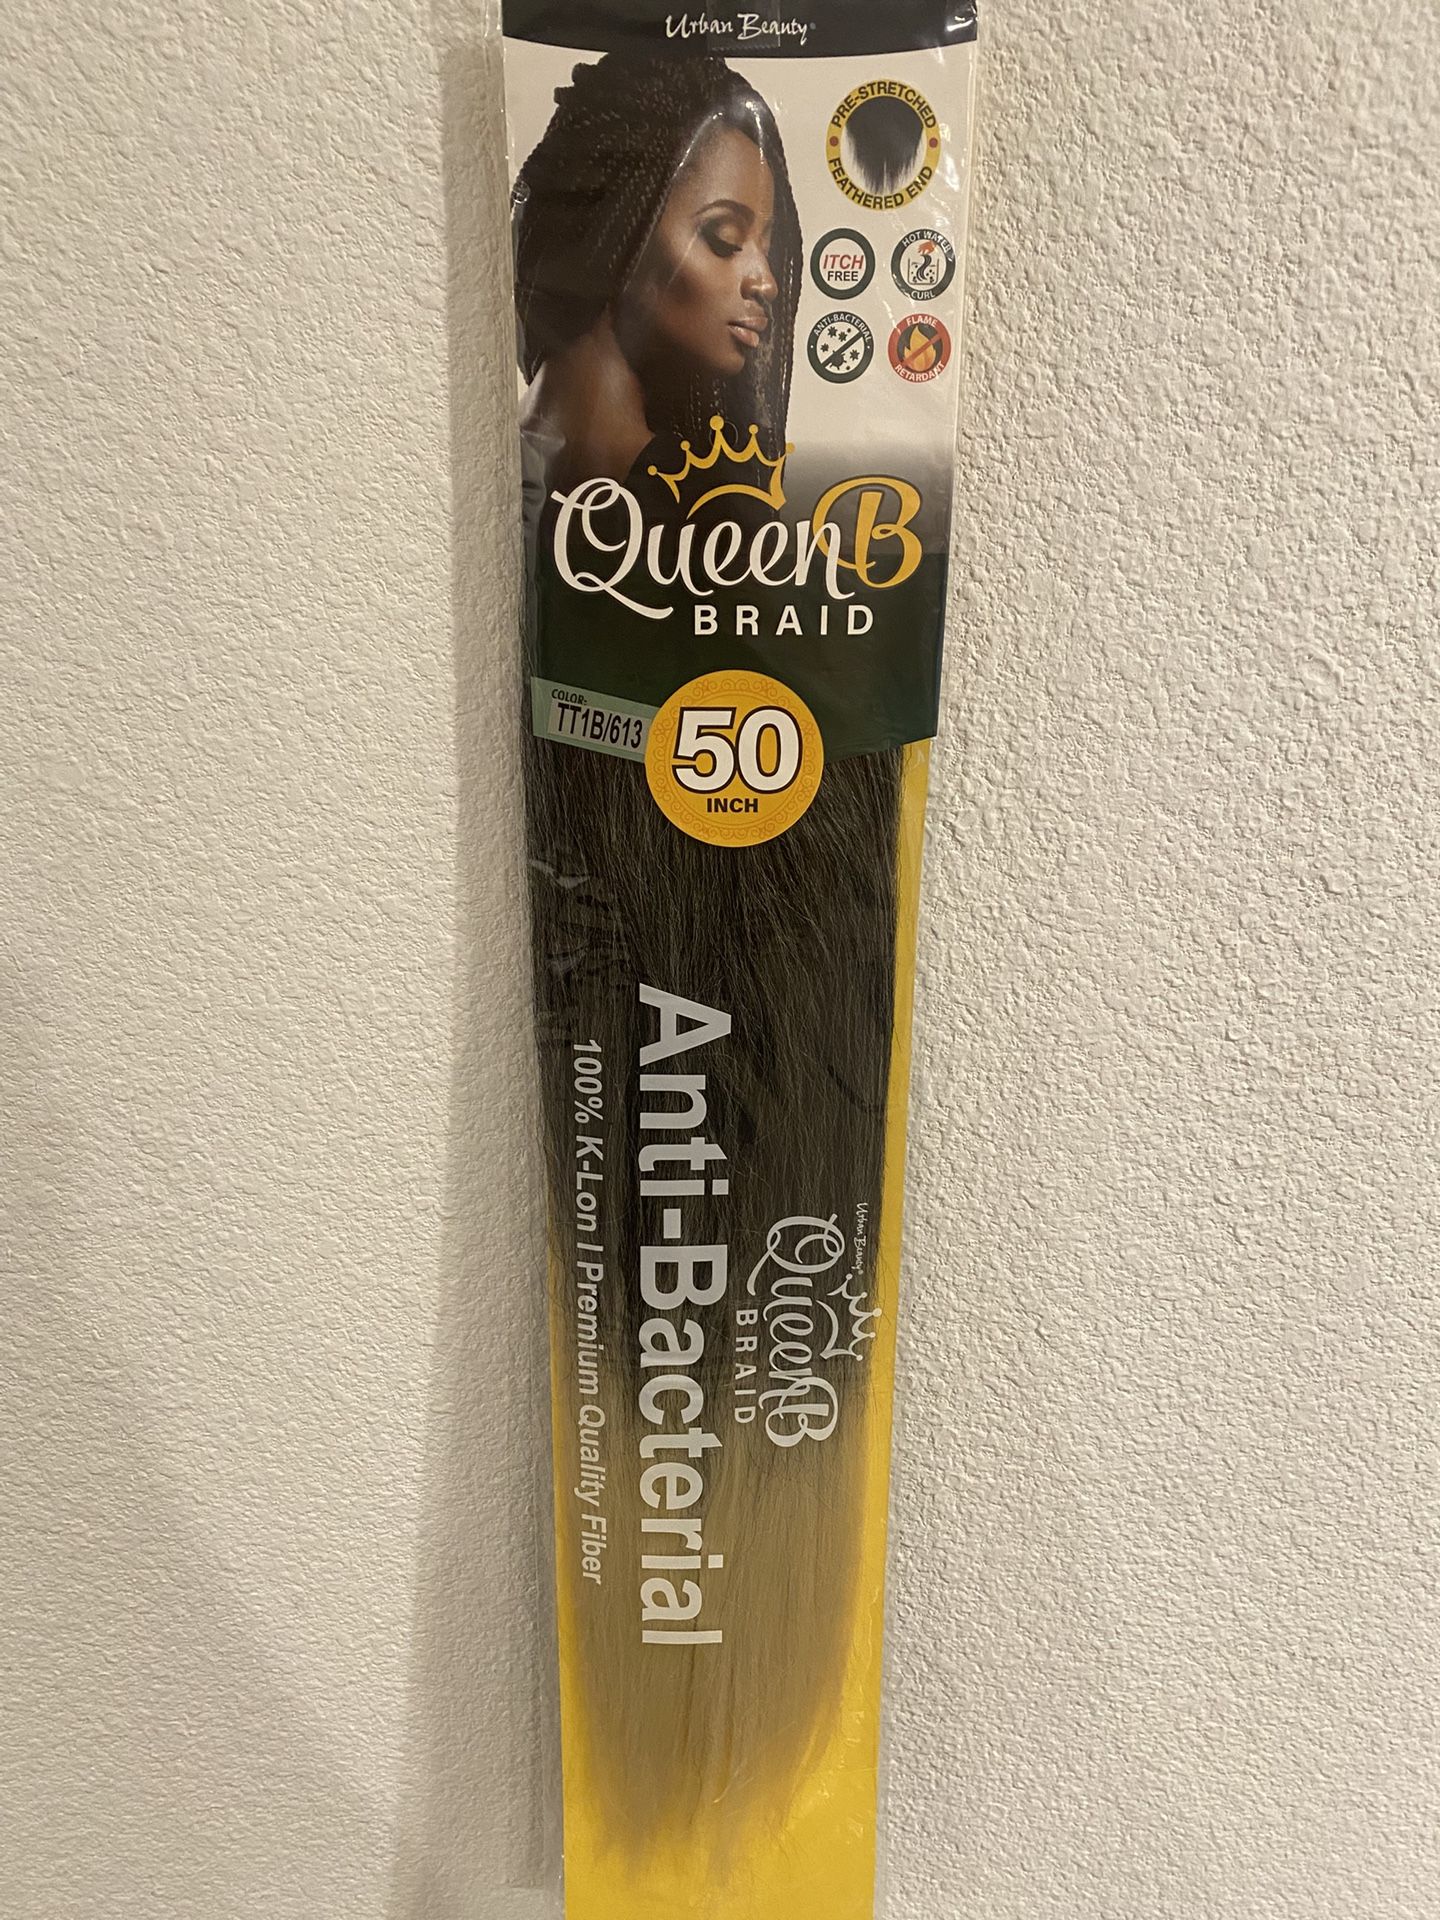 Urban Beauty®
PRE-STRETCHED
FEATHERED END
ITCH
FREE
HOT WATER
CURL
ANTI-BACTERIAL
FLAME
RETARDANT
QueenB
BRAID
COLOR:
TT1B/613
50
INCH
Anti-Bacterial
100% K-Lon | Premium Quality Fiber
Urban Beauty®
QueenB
BRAID